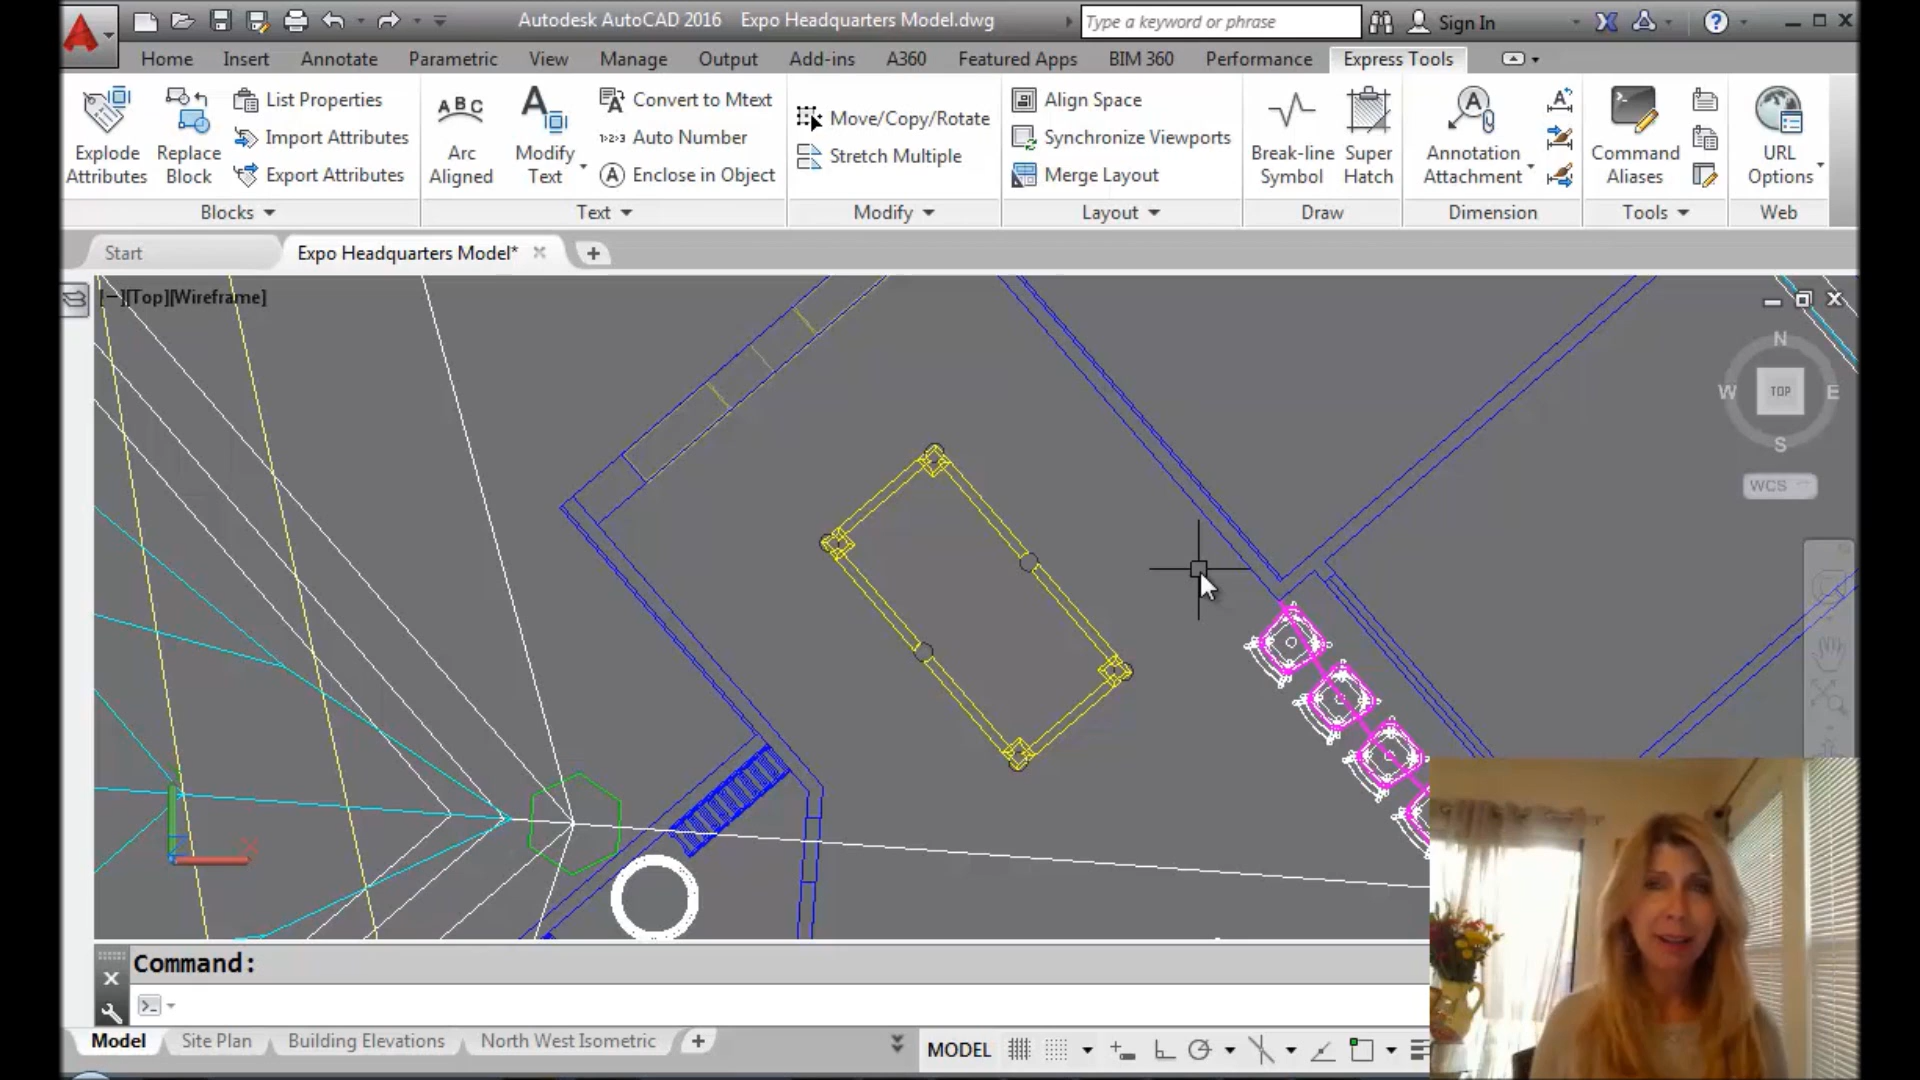 Autodesk AutoCAD 2016 Expo Headquarters Model.dwg Type a keyword or phrase Sign In
Home Insert Annotate Parametric View Manage Output Add-ins A360 Featured Apps BIM 360 Performance Express Tools
Explode Attributes
Replace Block
List Properties
Import Attributes
Export Attributes
Blocks
ABC
Arc Aligned
Modify Text
Convert to Mtext
Auto Number
Enclose in Object
Text
Move/Copy/Rotate
Stretch Multiple
Modify
Align Space
Synchronize Viewports
Merge Layout
Layout
Break-line Symbol
Super Hatch
Draw
Annotation Attachment
Dimension
Command Aliases
Tools
URL Options
Web
Start Expo Headquarters Model*
[−][Top][Wireframe]
N
W TOP E
S
WCS
Command:
Model Site Plan Building Elevations North West Isometric
MODEL